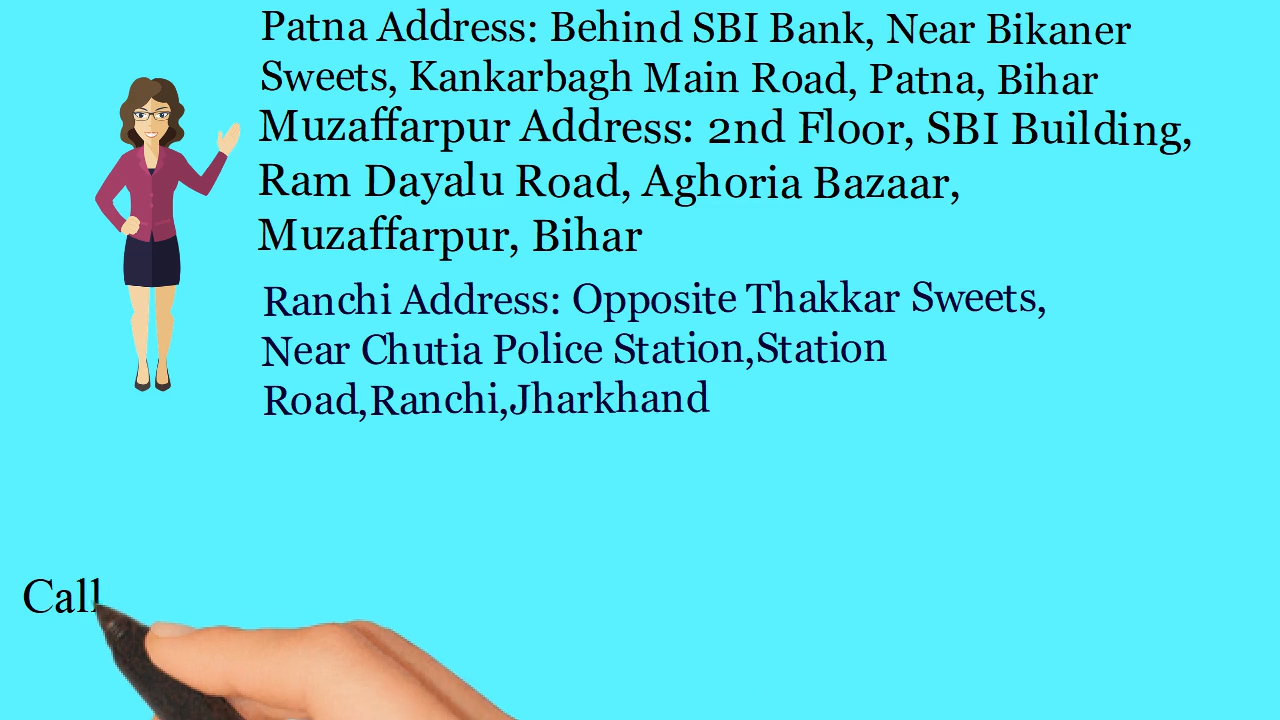 Patna Address: Behind SBI Bank, Near Bikaner
Sweets, Kankarbagh Main Road, Patna, Bihar
Muzaffarpur Address: 2nd Floor, SBI Building,
Ram Dayalu Road, Aghoria Bazaar,
Muzaffarpur, Bihar
Ranchi Address: Opposite Thakkar Sweets,
Near Chutia Police Station,Station
Road,Ranchi,Jharkhand
Call